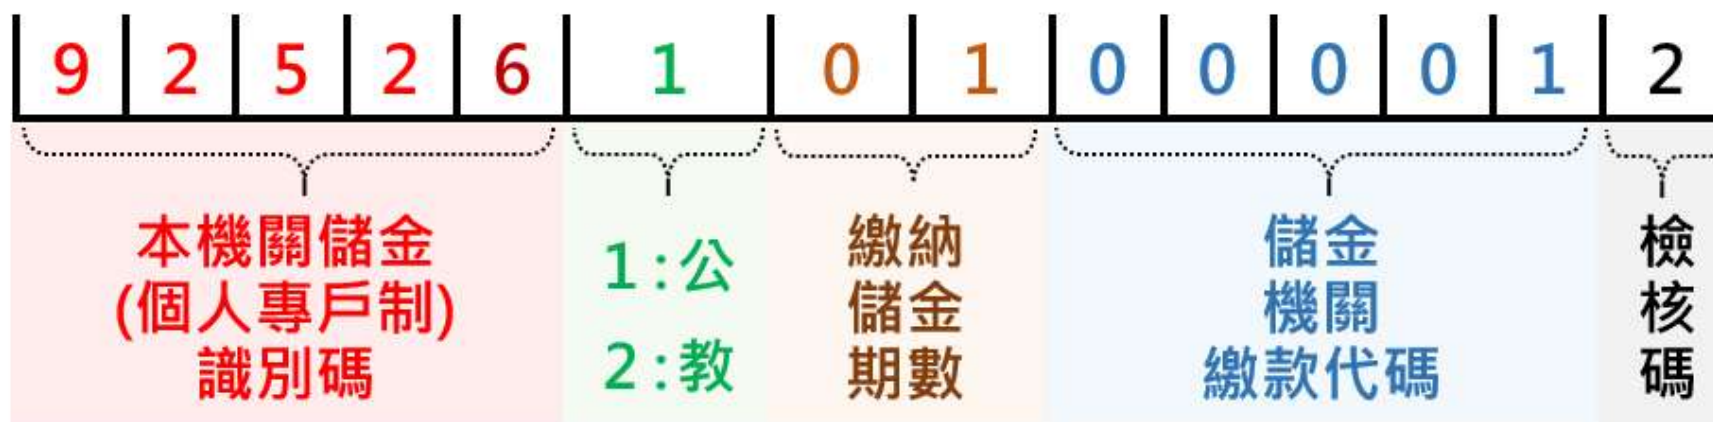 9 2 5 2 6 1 0 1 0 0 0 0 1 2
本機關儲金
(個人專戶制)
識別碼
1:公
2:教
繳納
儲金
期數
儲金
機關
繳款代碼
檢
核
碼